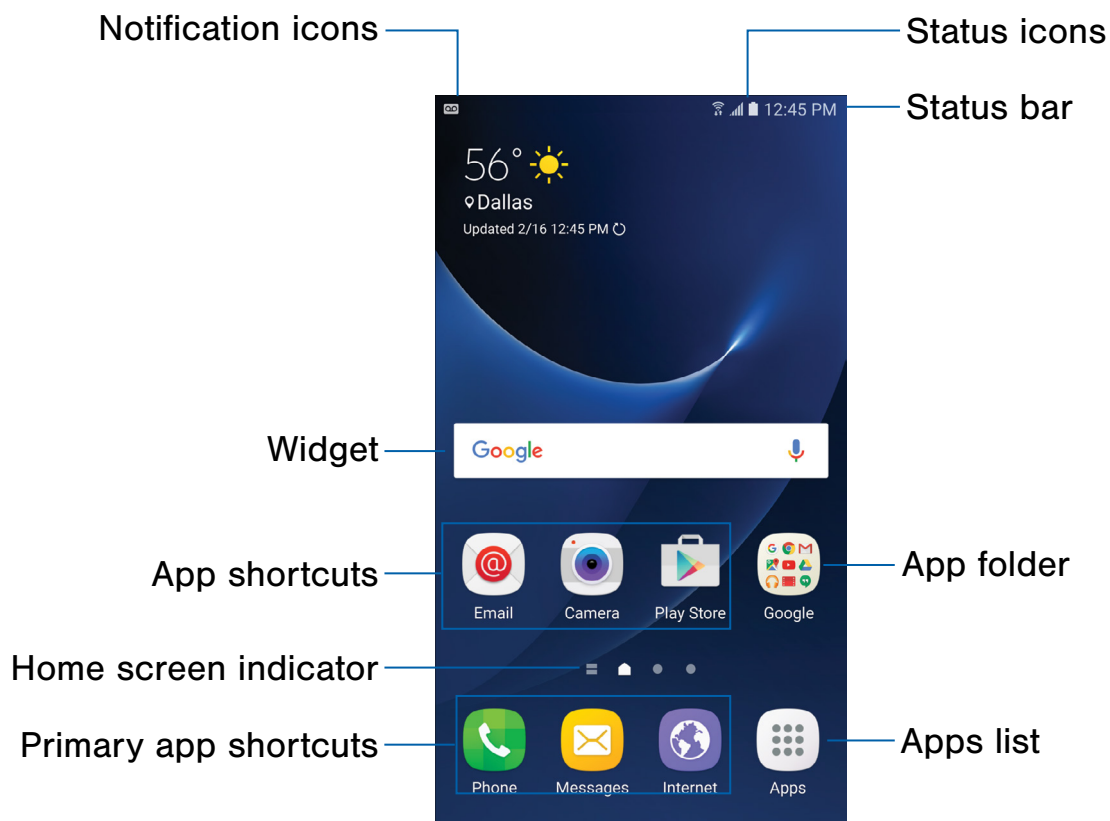 Notification icons
Status icons
12:45 PM
Status bar
56°
Dallas
Updated 2/16 12:45 PM
Widget
Google
App shortcuts
App folder
Email Camera Play Store Google
Home screen indicator
Primary app shortcuts
Apps list
Phone Messages Internet Apps